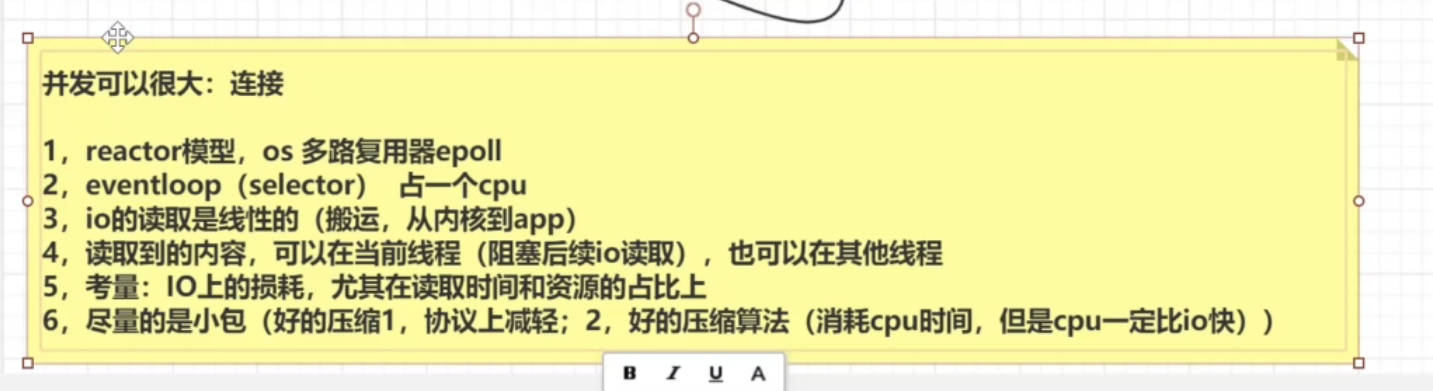 并发可以很大：连接
1，reactor模型，os 多路复用器epoll
2，eventloop（selector） 占一个cpu
3，io的读取是线性的（搬运，从内核到app）
4，读取到的内容，可以在当前线程（阻塞后续io读取），也可以在其他线程
5，考量：IO上的损耗，尤其在读取时间和资源的占比上
6，尽量的是小包（好的压缩1，协议上减轻；2，好的压缩算法（消耗cpu时间，但是cpu一定比io快））
B I U A